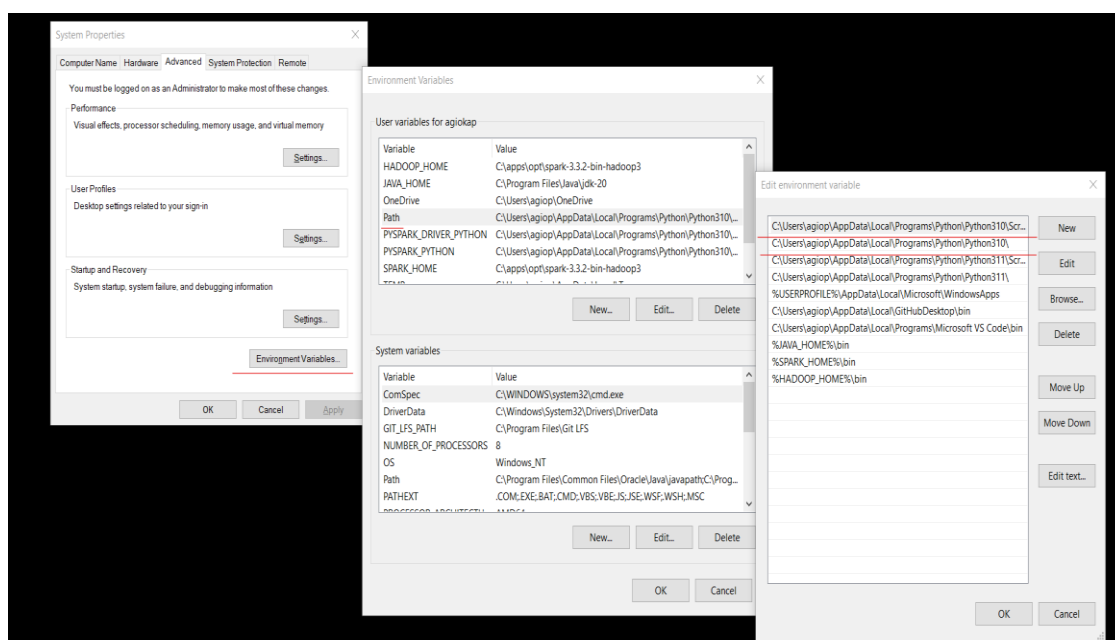 System Properties
Computer Name Hardware Advanced System Protection Remote
You must be logged on as an Administrator to make most of these changes.
Performance
Visual effects, processor scheduling, memory usage, and virtual memory
Settings...
User Profiles
Desktop settings related to your sign-in
Settings...
Startup and Recovery
System startup, system failure, and debugging information
Settings...
Environment Variables...
OK Cancel Apply
Environment Variables
User variables for agiokap
Variable Value
HADOOP_HOME C:\apps\opt\spark-3.3.2-bin-hadoop3
JAVA_HOME C:\Program Files\Java\jdk-20
OneDrive C:\Users\agiop\OneDrive
Path C:\Users\agiop\AppData\Local\Programs\Python\Python310\...
PYSPARK_DRIVER_PYTHON C:\Users\agiop\AppData\Local\Programs\Python\Python310\...
PYSPARK_PYTHON C:\Users\agiop\AppData\Local\Programs\Python\Python310\...
SPARK_HOME C:\apps\opt\spark-3.3.2-bin-hadoop3
New... Edit... Delete
System variables
Variable Value
ComSpec C:\WINDOWS\system32\cmd.exe
DriverData C:\Windows\System32\Drivers\DriverData
GIT_LFS_PATH C:\Program Files\Git LFS
NUMBER_OF_PROCESSORS 8
OS Windows_NT
Path C:\Program Files\Common Files\Oracle\Java\javapath;C:\Prog...
PATHEXT .COM;.EXE;.BAT;.CMD;.VBS;.VBE;.JS;.JSE;.WSF;.WSH;.MSC
New... Edit... Delete
OK Cancel
Edit environment variable
C:\Users\agiop\AppData\Local\Programs\Python\Python310\Scr...
C:\Users\agiop\AppData\Local\Programs\Python\Python310\
C:\Users\agiop\AppData\Local\Programs\Python\Python311\Scr...
C:\Users\agiop\AppData\Local\Programs\Python\Python311\
%USERPROFILE%\AppData\Local\Microsoft\WindowsApps
C:\Users\agiop\AppData\Local\GitHubDesktop\bin
C:\Users\agiop\AppData\Local\Programs\Microsoft VS Code\bin
%JAVA_HOME%\bin
%SPARK_HOME%\bin
%HADOOP_HOME%\bin
New
Edit
Browse...
Delete
Move Up
Move Down
Edit text...
OK Cancel